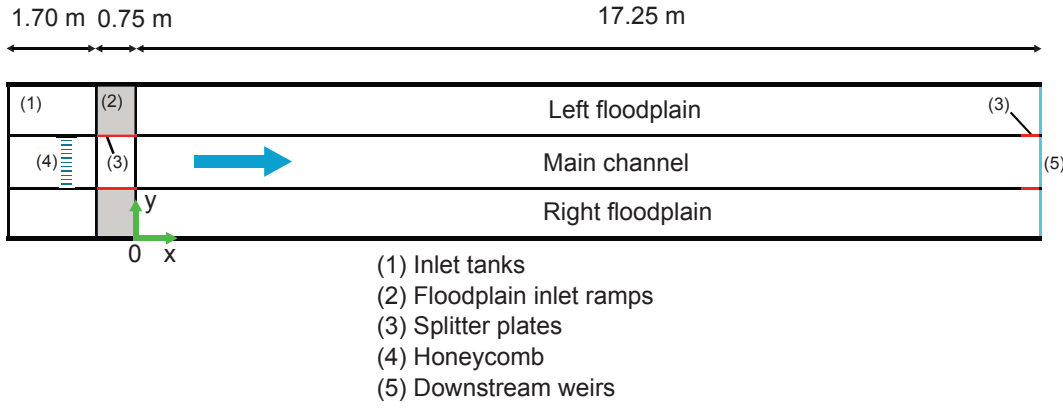 1.70 m 0.75 m 17.25 m
(1) (2) Left floodplain (3)
(4) (3) Main channel (5)
y Right floodplain
0 x
(1) Inlet tanks
(2) Floodplain inlet ramps
(3) Splitter plates
(4) Honeycomb
(5) Downstream weirs